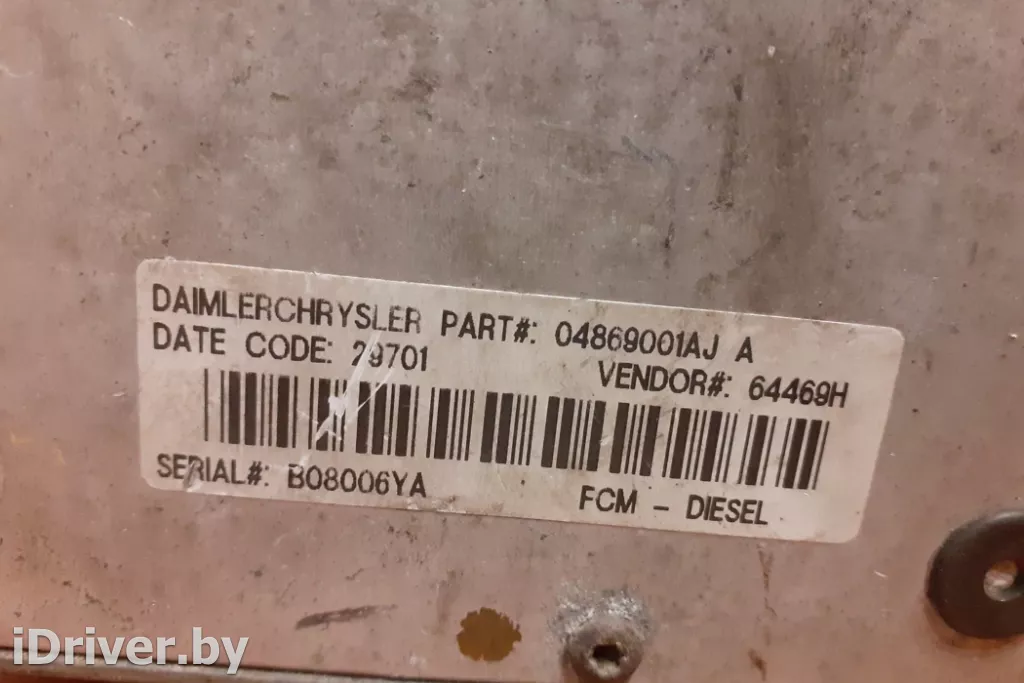 DAIMLERCHRYSLER PART#: 04869001AJ A
DATE CODE: 29701
VENDOR#: 64469H
SERIAL#: B08006YA
FCM - DIESEL
iDriver.by